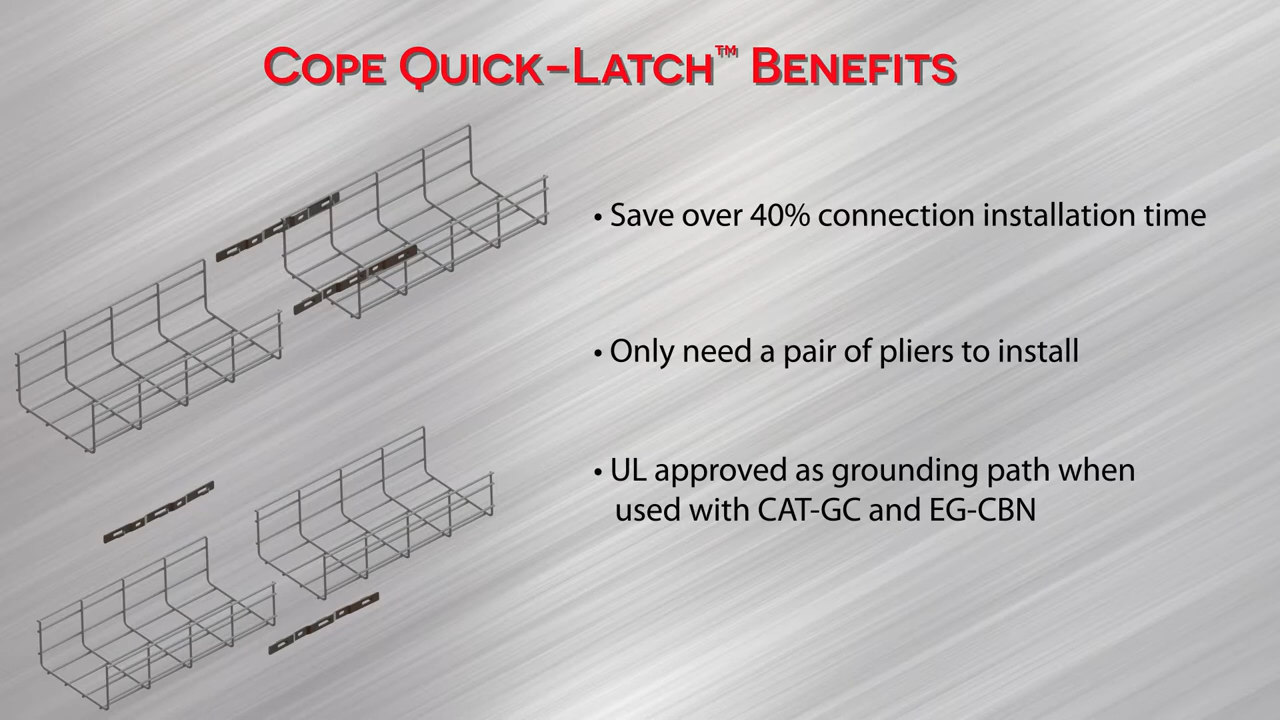 Cope Quick-Latch™ Benefits
• Save over 40% connection installation time
• Only need a pair of pliers to install
• UL approved as grounding path when
used with CAT-GC and EG-CBN